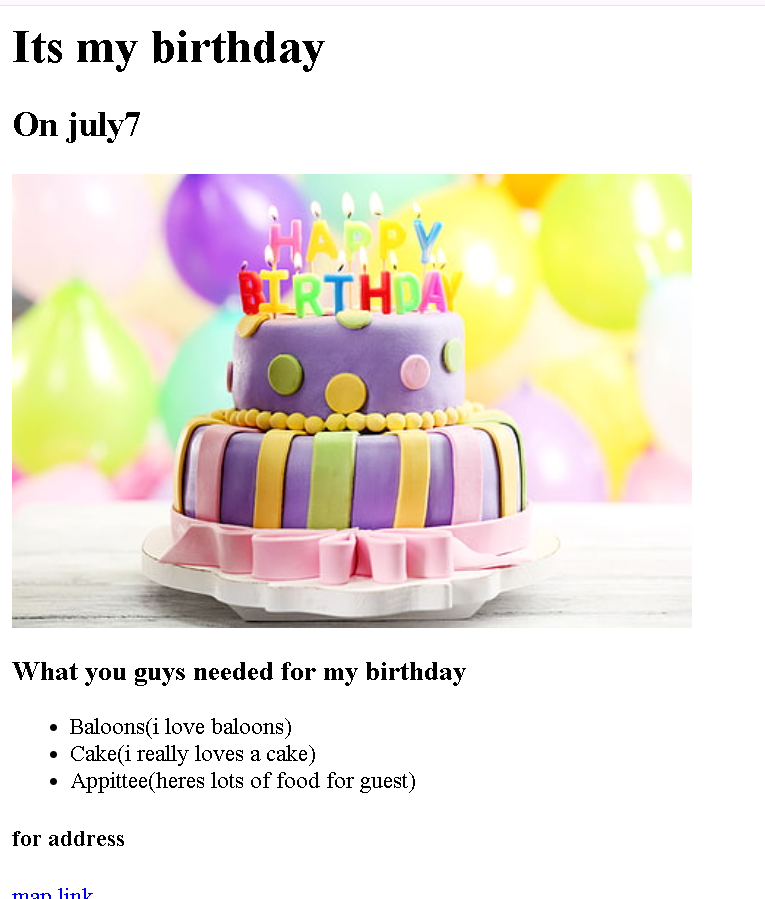 Its my birthday
On july7
HAPPY
BIRTHDAY
What you guys needed for my birthday
Baloons(i love baloons)
Cake(i really loves a cake)
Appittee(heres lots of food for guest)
for address
map link